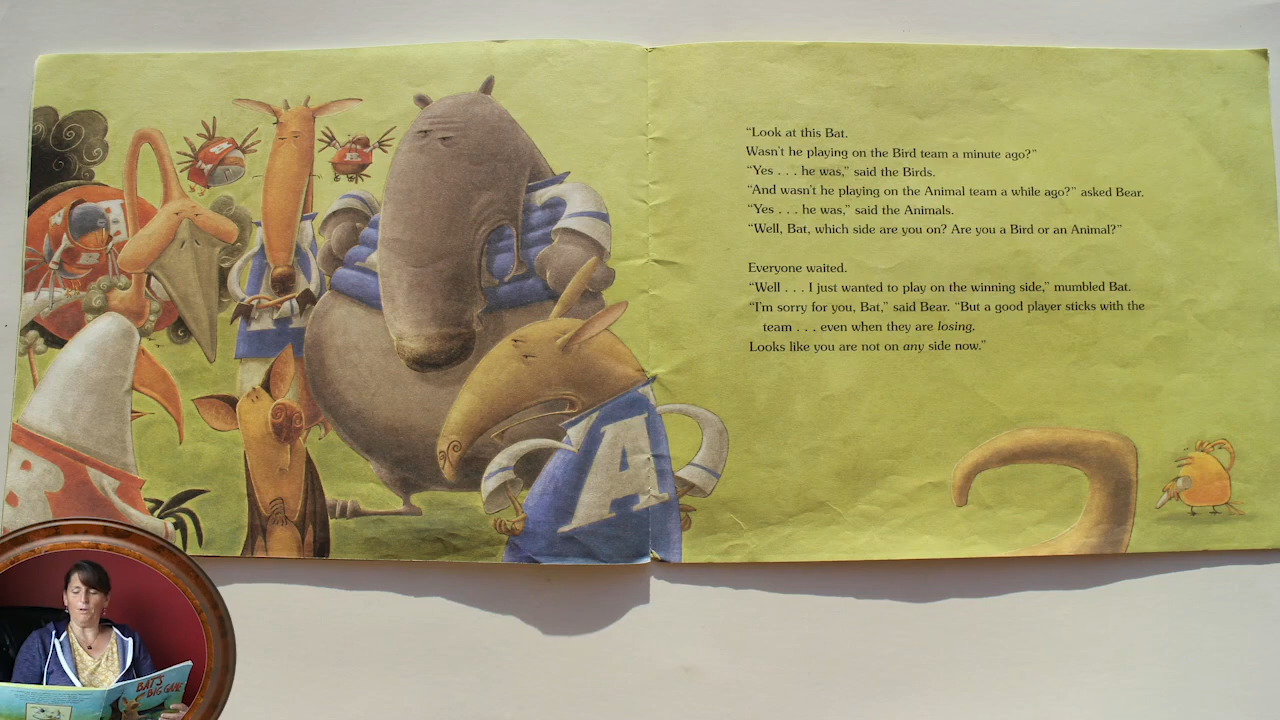 "Look at this Bat.
Wasn't he playing on the Bird team a minute ago?"
"Yes . . . he was," said the Birds.
"And wasn't he playing on the Animal team a while ago?" asked Bear.
"Yes . . . he was," said the Animals.
"Well, Bat, which side are you on? Are you a Bird or an Animal?"
Everyone waited.
"Well . . . I just wanted to play on the winning side," mumbled Bat.
"I'm sorry for you, Bat," said Bear. "But a good player sticks with the
team . . . even when they are losing.
Looks like you are not on any side now."
A
B
BAT'S
BIG GAME